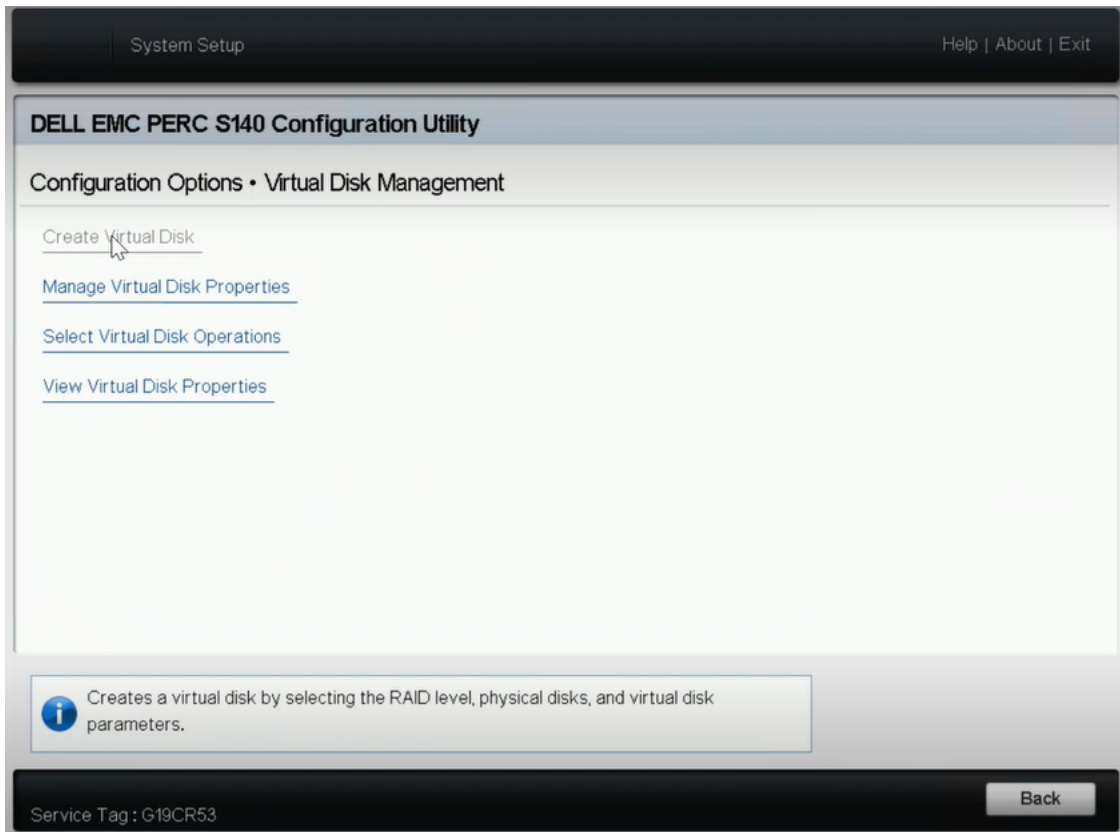 System Setup
Help | About | Exit
DELL EMC PERC S140 Configuration Utility
Configuration Options • Virtual Disk Management
Create Virtual Disk
Manage Virtual Disk Properties
Select Virtual Disk Operations
View Virtual Disk Properties
Creates a virtual disk by selecting the RAID level, physical disks, and virtual disk
parameters.
Service Tag : G19CR53
Back